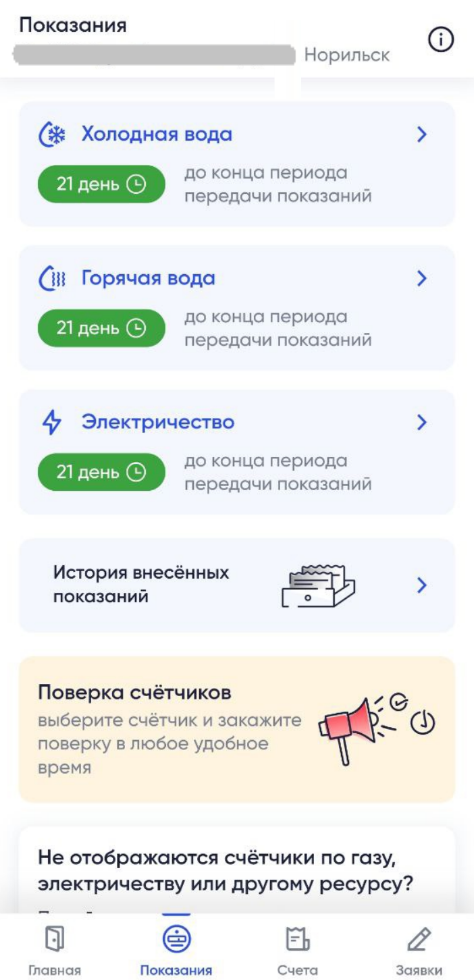 Показания
Норильск
Холодная вода
21 день
до конца периода
передачи показаний
Горячая вода
21 день
до конца периода
передачи показаний
Электричество
21 день
до конца периода
передачи показаний
История внесённых
показаний
Поверка счётчиков
выберите счётчик и закажите
поверку в любое удобное
время
Не отображаются счётчики по газу,
электричеству или другому ресурсу?
Главная
Показания
Счета
Заявки